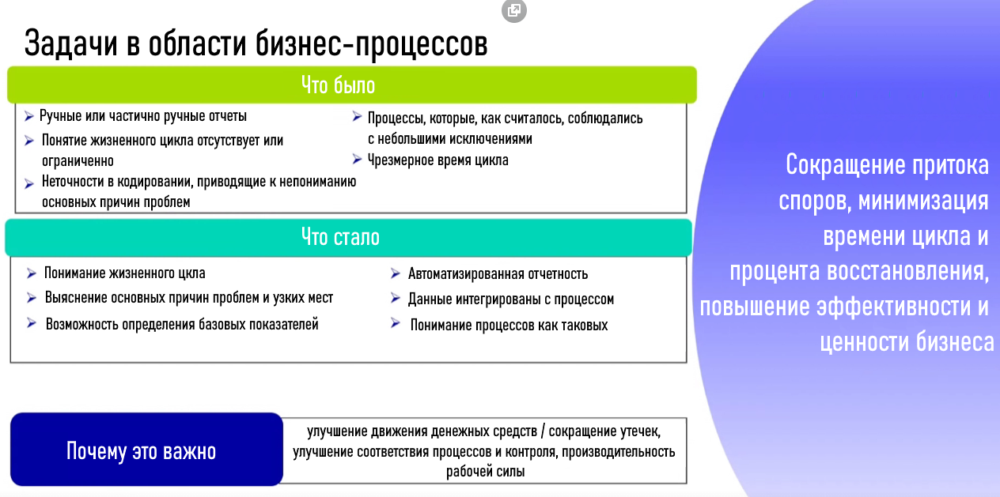 Задачи в области бизнес-процессов
Что было
Ручные или частично ручные отчеты
Понятие жизненного цикла отсутствует или
ограниченно
Неточности в кодировании, приводящие к непониманию
основных причин проблем
Процессы, которые, как считалось, соблюдались
с небольшими исключениями
Чрезмерное время цикла
Что стало
Понимание жизненного цкла
Выяснение основных причин проблем и узких мест
Возможность определения базовых показателей
Автоматизированная отчетность
Данные интегрированы с процессом
Понимание процессов как таковых
Почему это важно
улучшение движения денежных средств / сокращение утечек,
улучшение соответствия процессов и контроля, производительность
рабочей силы
Сокращение притока
споров, минимизация
времени цикла и
процента восстановления,
повышение эффективности и
ценности бизнеса